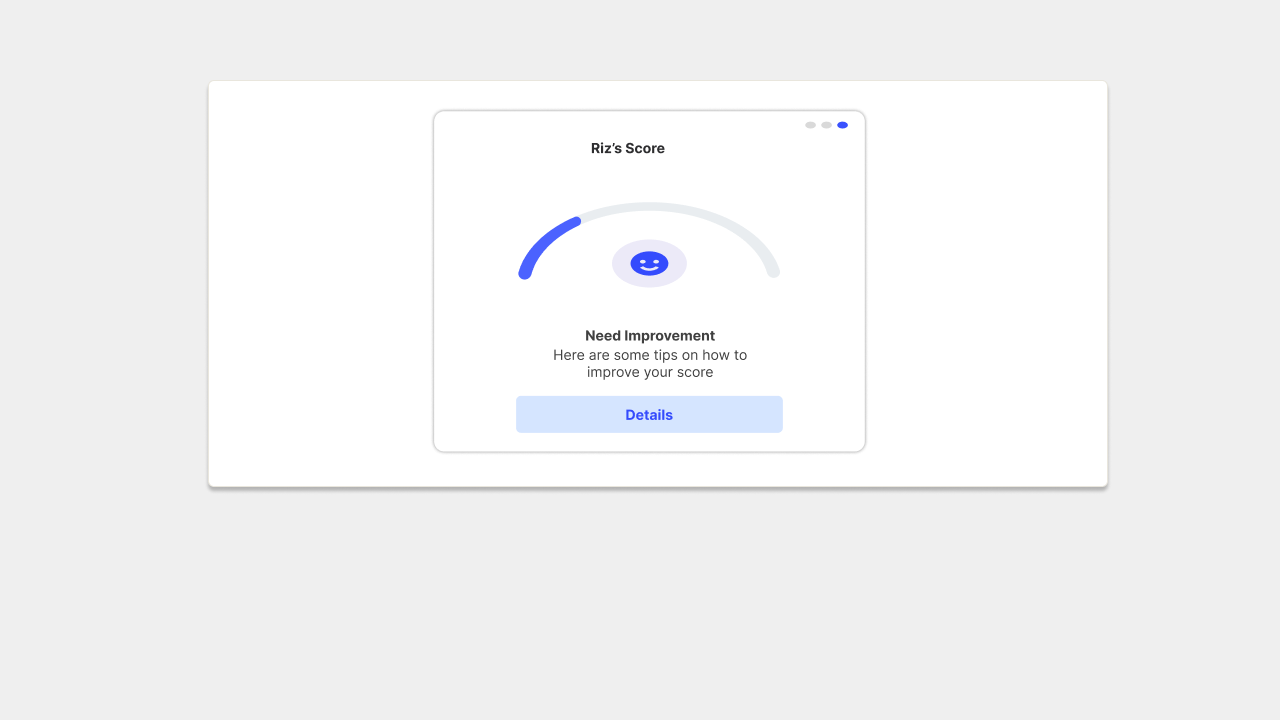 Riz’s Score
Need Improvement
Here are some tips on how to
improve your score
Details